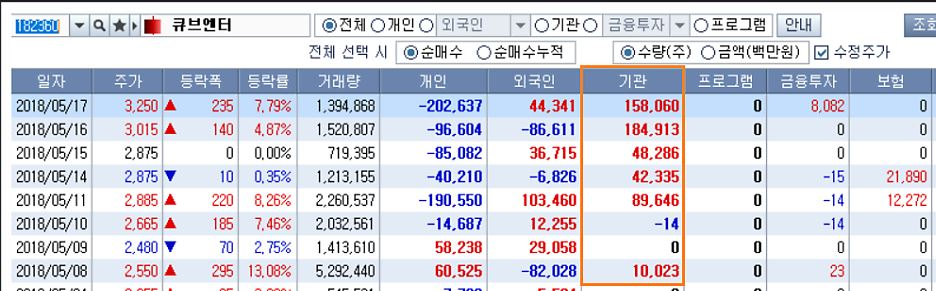 182360 큐브엔터 전체 개인 외국인 기관 금융투자 프로그램 안내 조회
전체 선택 시 순매수 순매수누적 수량(주) 금액(백만원) 수정주가
일자 주가 등락폭 등락률 거래량 개인 외국인 기관 프로그램 금융투자 보험
2018/05/17 3,250 ▲ 235 7,79% 1,394,868 -202,637 44,341 158,060 0 8,082 0
2018/05/16 3,015 ▲ 140 4,87% 1,520,807 -96,604 -86,611 184,913 0 0 0
2018/05/15 2,875 0 0,00% 719,395 -85,082 36,715 48,286 0 0 0
2018/05/14 2,875 ▼ 10 0,35% 1,213,155 -40,210 -6,826 42,335 0 -15 21,890
2018/05/11 2,885 ▲ 220 8,26% 2,260,537 -190,550 103,460 89,646 0 -14 12,272
2018/05/10 2,665 ▲ 185 7,46% 2,032,561 -14,687 12,255 -14 0 -14 0
2018/05/09 2,480 ▼ 70 2,75% 1,413,610 58,238 29,058 0 0 0 0
2018/05/08 2,550 ▲ 295 13,08% 5,292,440 60,525 -82,028 10,023 0 23 0